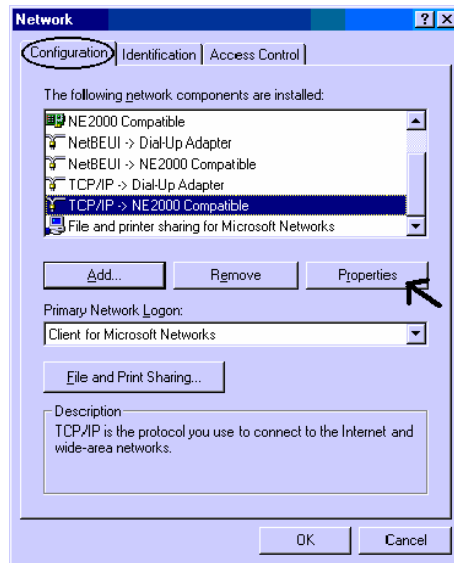 Network
Configuration Identification Access Control
The following network components are installed:
NE2000 Compatible
NetBEUI -> Dial-Up Adapter
NetBEUI -> NE2000 Compatible
TCP/IP -> Dial-Up Adapter
TCP/IP -> NE2000 Compatible
File and printer sharing for Microsoft Networks
Add... Remove Properties
Primary Network Logon:
Client for Microsoft Networks
File and Print Sharing...
Description
TCP/IP is the protocol you use to connect to the Internet and
wide-area networks.
OK Cancel